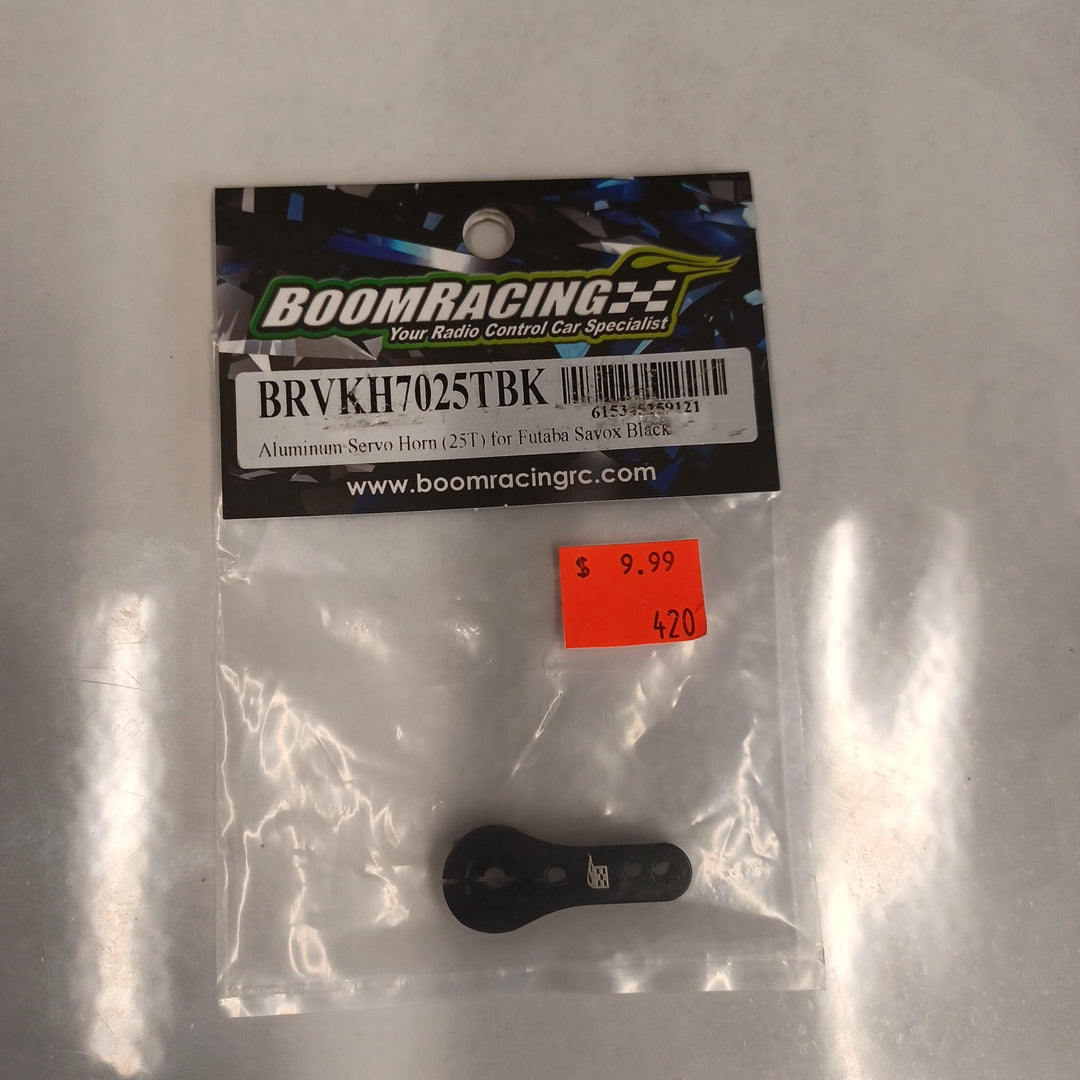 BOOMRACING
Your Radio Control Car Specialist
BRVKH7025TBK
Aluminum Servo Horn (25T) for Futaba Savox Black
www.boomracingrc.com
$ 9.99
420